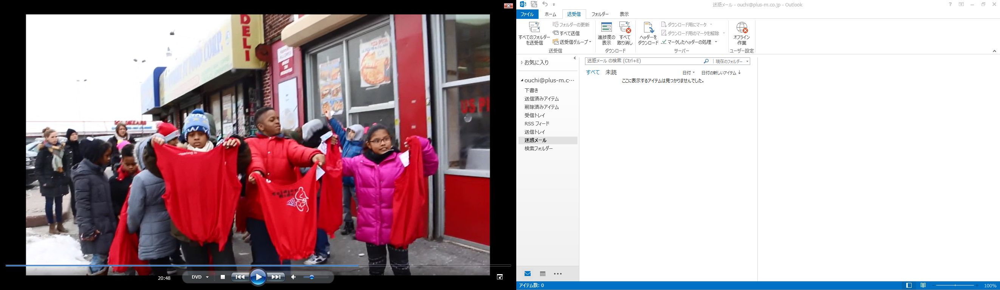 DELI
US PI
20:48
DVD
迷惑メール - ouchi@plus-m.co.jp - Outlook
ファイル
ホーム
送受信
フォルダー
表示
すべてのフォルダー
を送受信
フォルダーの更新
すべて送信
送受信グループ
送受信
進捗度の
表示
すべて
取り消し
ダウンロード
ヘッダーを
ダウンロード
ダウンロード用にマーク
ダウンロード用のマークを解除
マークしたヘッダーの処理
サーバー
オフライン
作業
ユーザー設定
お気に入り
ouchi@plus-m.c…
下書き
送信済みアイテム
削除済みアイテム
受信トレイ
RSS フィード
送信トレイ
迷惑メール
検索フォルダー
迷惑メール の検索 (Ctrl+E)
現在のフォルダー
すべて 未読
日付 日付の新しいアイテム
ここに表示するアイテムは見つかりませんでした。
アイテム数: 0
100%